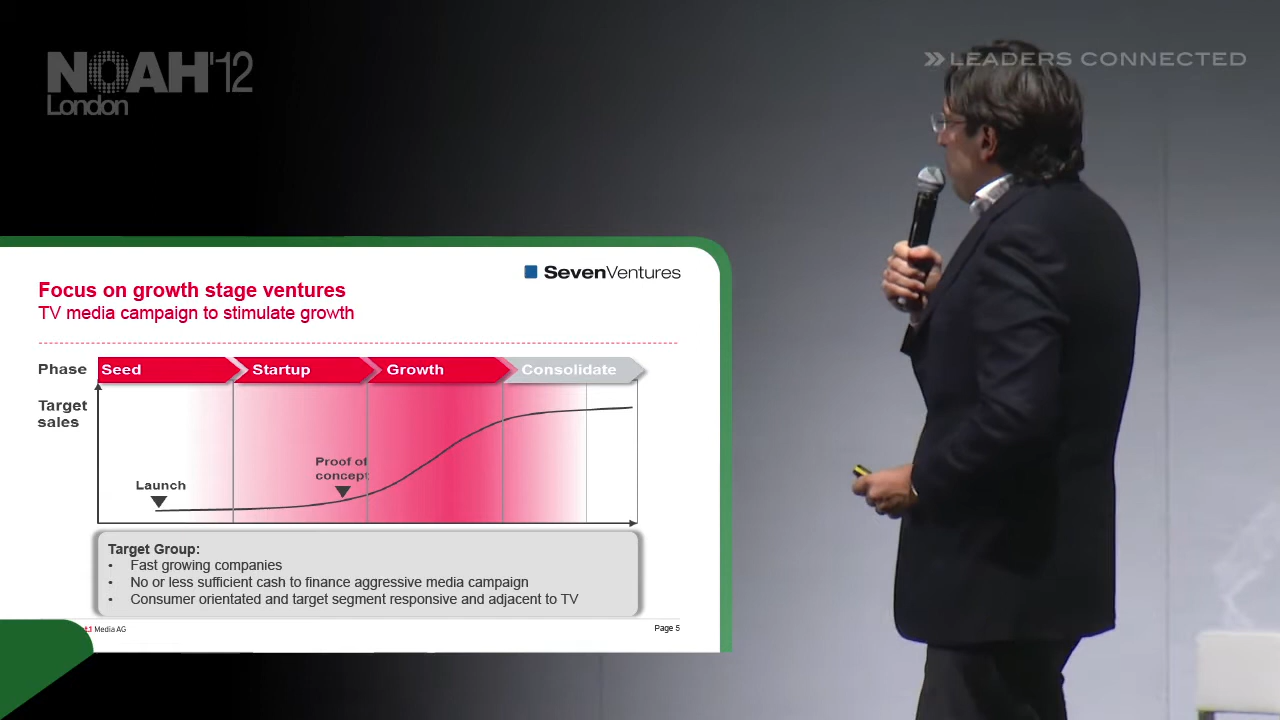 NOAH'12
London
LEADERS CONNECTED
SevenVentures
Focus on growth stage ventures
TV media campaign to stimulate growth
Phase Seed Startup Growth Consolidate
Target
sales
Proof of
concept
Launch
Target Group:
• Fast growing companies
• No or less sufficient cash to finance aggressive media campaign
• Consumer orientated and target segment responsive and adjacent to TV
Media AG
Page 5